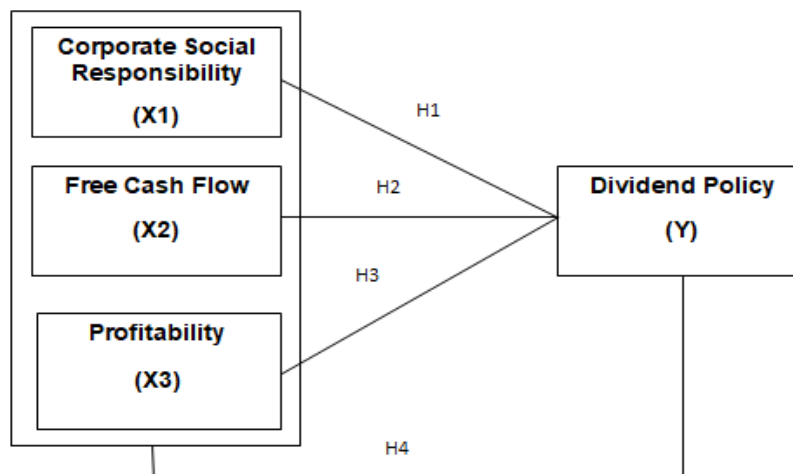 Corporate Social
Responsibility
(X1)
H1
Free Cash Flow
(X2)
H2
Dividend Policy
(Y)
H3
Profitability
(X3)
H4